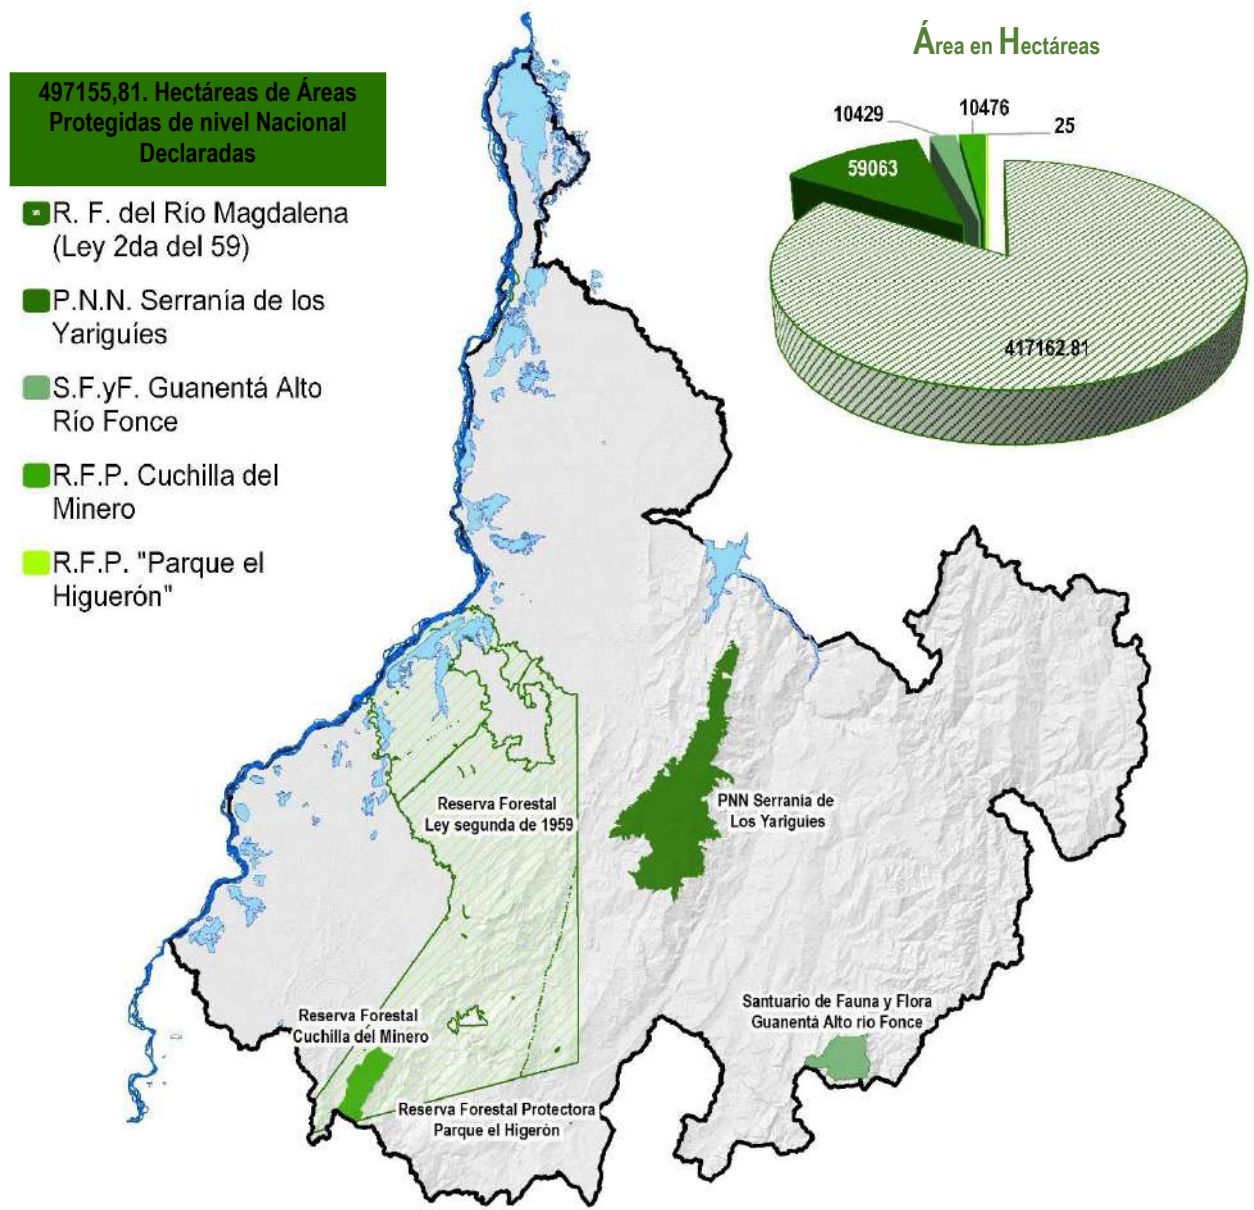 Área en Hectáreas
497155,81. Hectáreas de Áreas
Protegidas de nivel Nacional
Declaradas
R. F. del Río Magdalena
(Ley 2da del 59)
P.N.N. Serranía de los
Yariguíes
S.F.yF. Guanentá Alto
Río Fonce
R.F.P. Cuchilla del
Minero
R.F.P. "Parque el
Higuerón"
10429
10476
25
59063
417162.81
Reserva Forestal
Ley segunda de 1959
PNN Serranía de
Los Yariguies
Santuario de Fauna y Flora
Guanentá Alto río Fonce
Reserva Forestal
Cuchilla del Minero
Reserva Forestal Protectora
Parque el Higerón